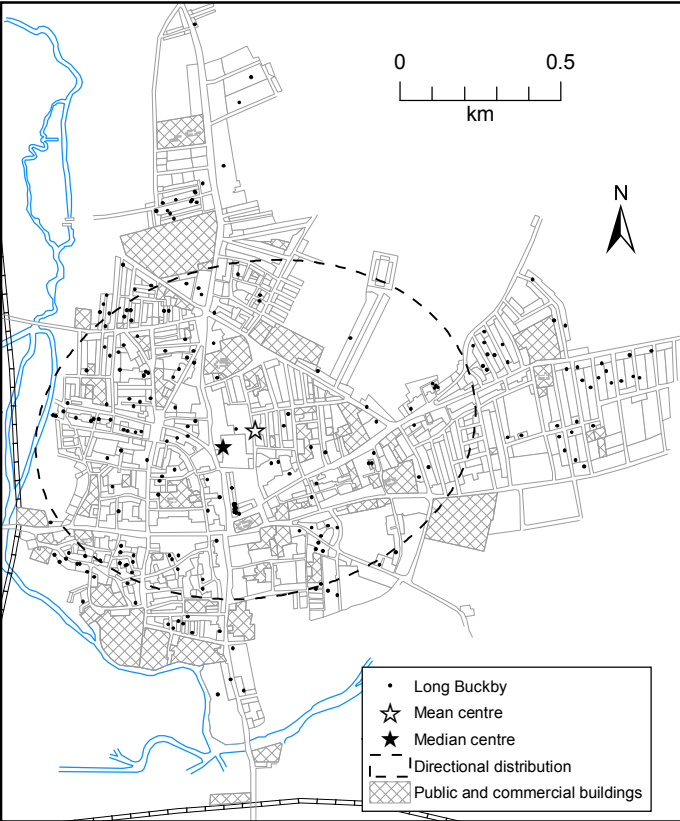 0 0.5
km
N
Long Buckby
Mean centre
Median centre
Directional distribution
Public and commercial buildings